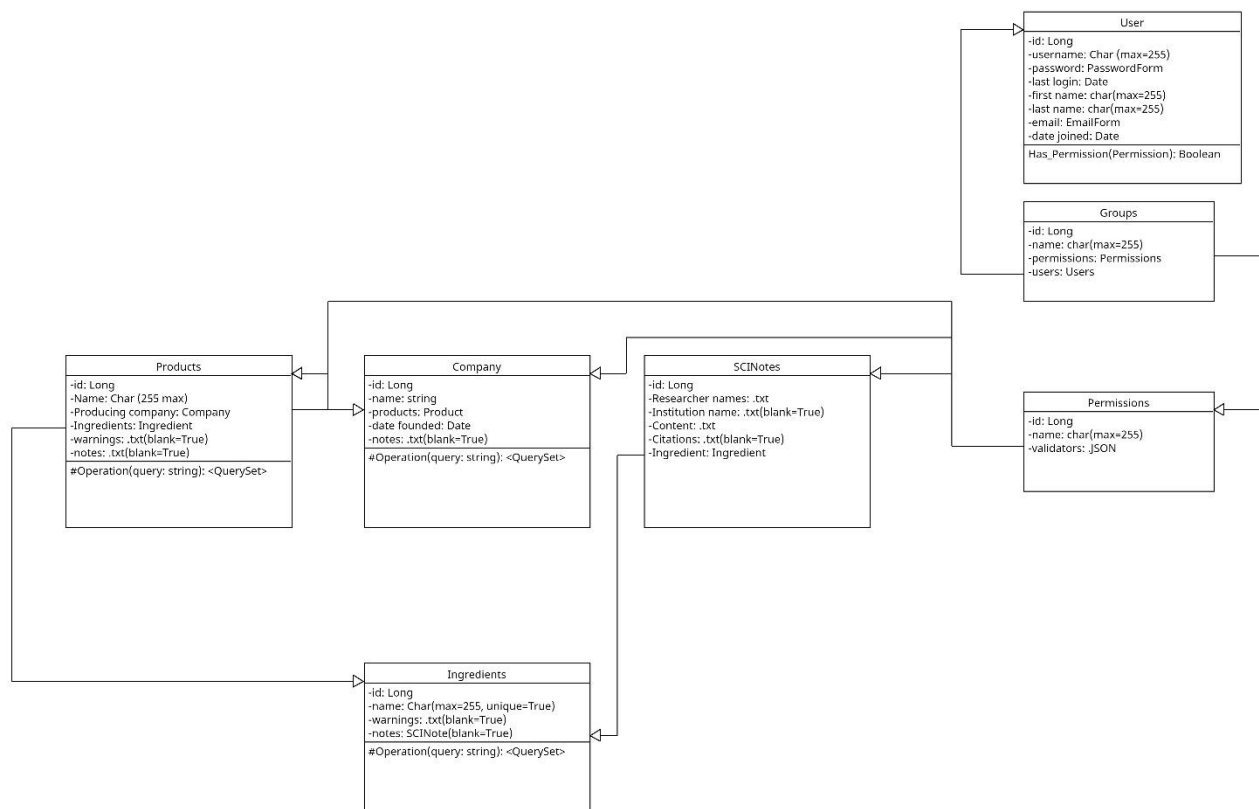 User
-id: Long
-username: Char (max=255)
-password: PasswordForm
-last login: Date
-first name: char(max=255)
-last name: char(max=255)
-email: EmailForm
-date joined: Date
Has_Permission(Permission): Boolean
Groups
-id: Long
-name: char(max=255)
-permissions: Permissions
-users: Users
Products
-id: Long
-Name: Char (255 max)
-Producing company: Company
-Ingredients: Ingredient
-warnings: .txt(blank=True)
-notes: .txt(blank=True)
#Operation(query: string): <QuerySet>
Company
-id: Long
-name: string
-products: Product
-date founded: Date
-notes: .txt(blank=True)
#Operation(query: string): <QuerySet>
SCINotes
-id: Long
-Researcher names: .txt
-Institution name: .txt(blank=True)
-Content: .txt
-Citations: .txt(blank=True)
-Ingredient: Ingredient
Permissions
-id: Long
-name: char(max=255)
-validators: .JSON
Ingredients
-id: Long
-name: Char(max=255, unique=True)
-warnings: .txt(blank=True)
-notes: SCINote(blank=True)
#Operation(query: string): <QuerySet>